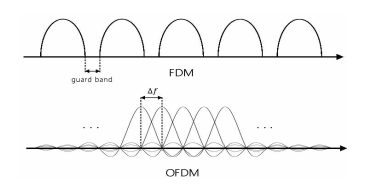 guard band
FDM
Δf
. . .
. . .
OFDM